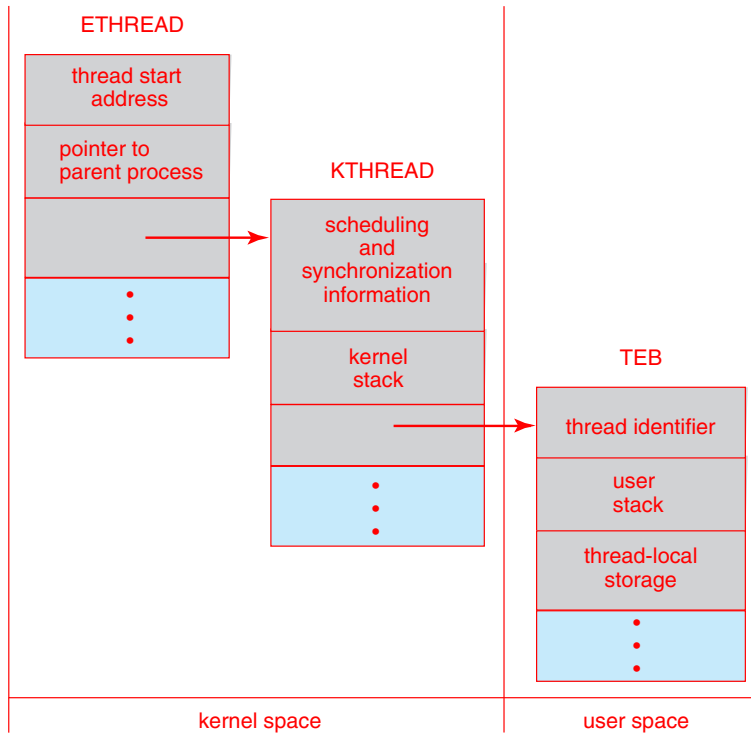 ETHREAD
thread start
address
pointer to
parent process
KTHREAD
scheduling
and
synchronization
information
kernel
stack
TEB
thread identifier
user
stack
thread-local
storage
kernel space
user space